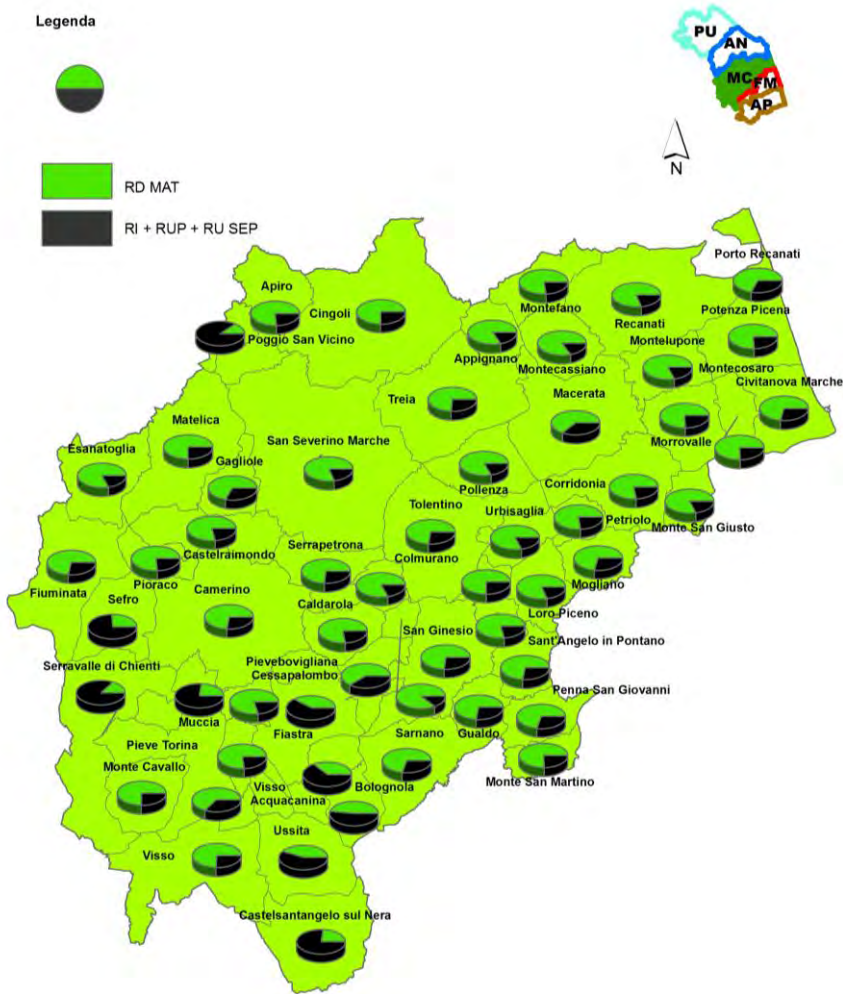 Legenda
PU
AN
MC
FM
AP
N
RD MAT
RI + RUP + RU SEP
Porto Recanati
Apiro
Cingoli
Montefano
Recanati
Potenza Picena
Poggio San Vicino
Appignano
Montelupone
Montecassiano
Montecosaro
Civitanova Marche
Treia
Macerata
Matelica
San Severino Marche
Morrovalle
Esanatoglia
Gagliole
Pollenza
Corridonia
Tolentino
Urbisaglia
Petriolo
Monte San Giusto
Castelraimondo
Serrapetrona
Colmurano
Fiuminata
Pioraco
Camerino
Mogliano
Sefro
Caldarola
Loro Piceno
San Ginesio
Sant'Angelo in Pontano
Serravalle di Chienti
Pievebovigliana
Cessapalombo
Penna San Giovanni
Muccia
Fiastra
Sarnano
Gualdo
Pieve Torina
Monte Cavallo
Visso
Acquacanina
Bolognola
Monte San Martino
Ussita
Visso
Castelsantangelo sul Nera